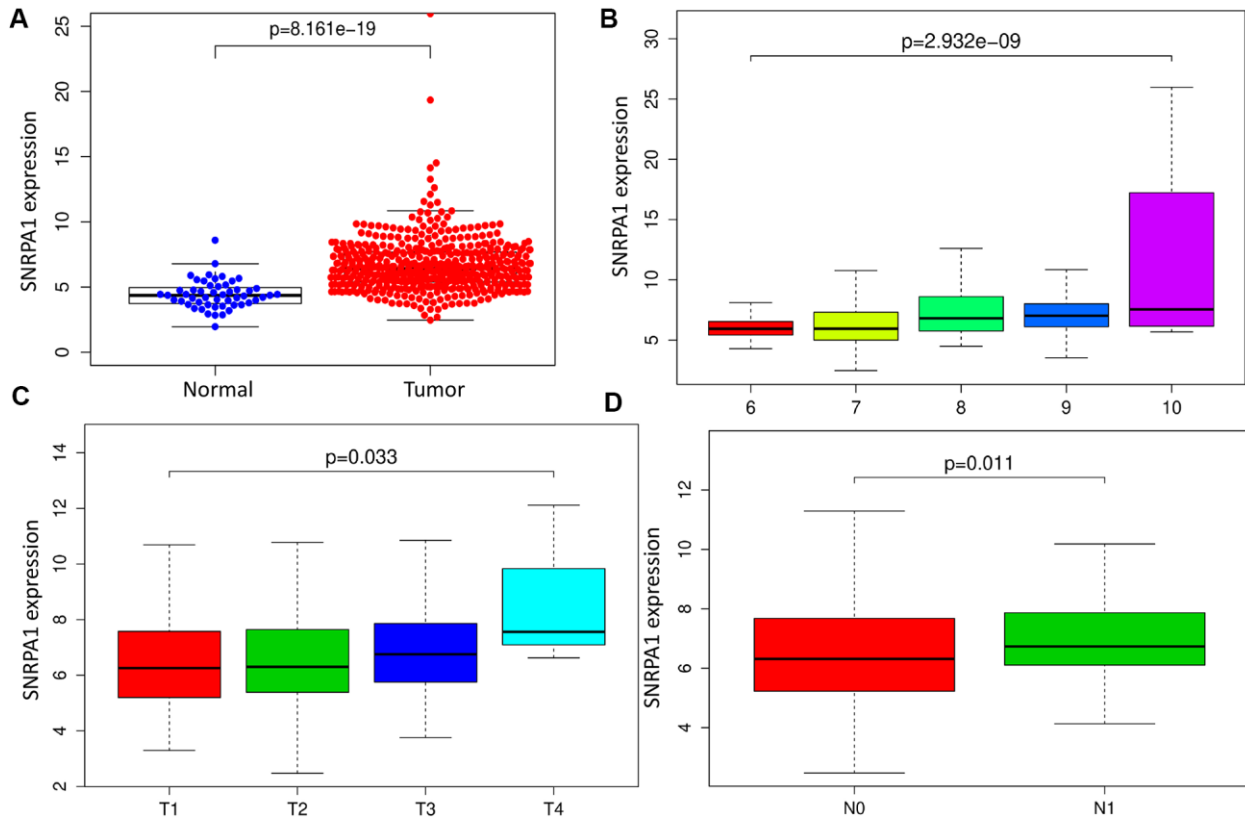 A
p=8.161e−19
SNRPA1 expression
25
20
15
10
5
0
Normal
Tumor
B
p=2.932e−09
SNRPA1 expression
30
25
20
15
10
5
6
7
8
9
10
C
p=0.033
SNRPA1 expression
14
12
10
8
6
4
2
T1
T2
T3
T4
D
p=0.011
SNRPA1 expression
12
10
8
6
4
N0
N1